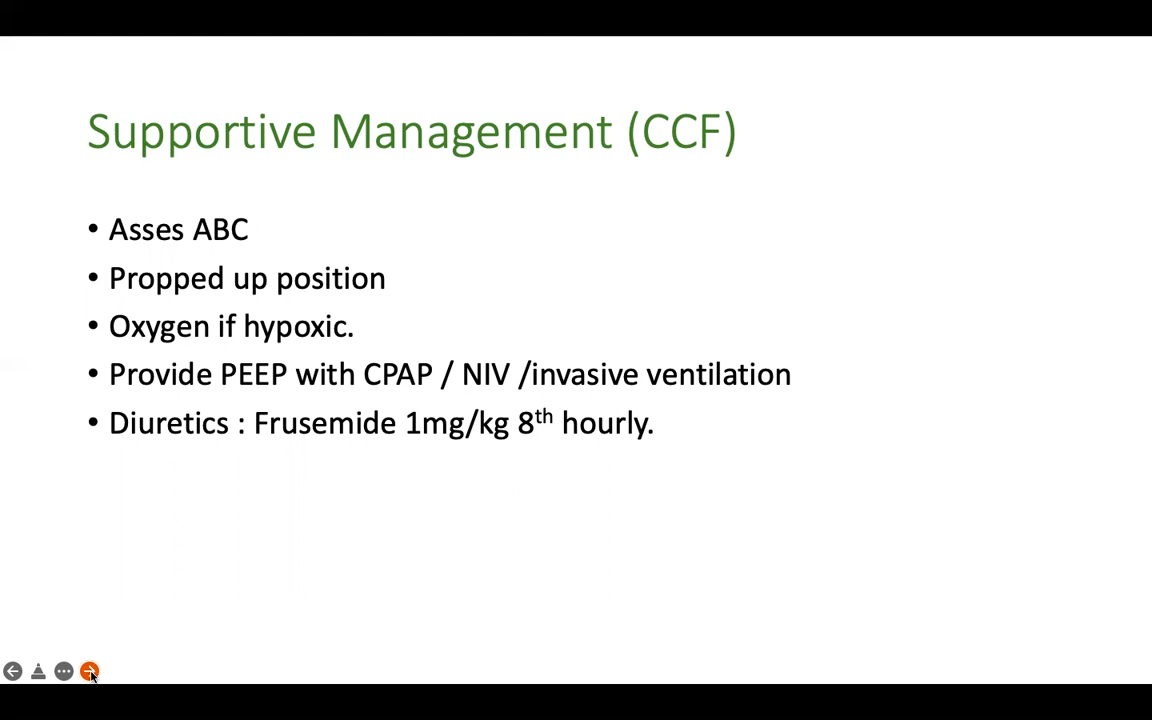 Supportive Management (CCF)
• Asses ABC
• Propped up position
• Oxygen if hypoxic.
• Provide PEEP with CPAP / NIV /invasive ventilation
• Diuretics : Frusemide 1mg/kg 8th hourly.